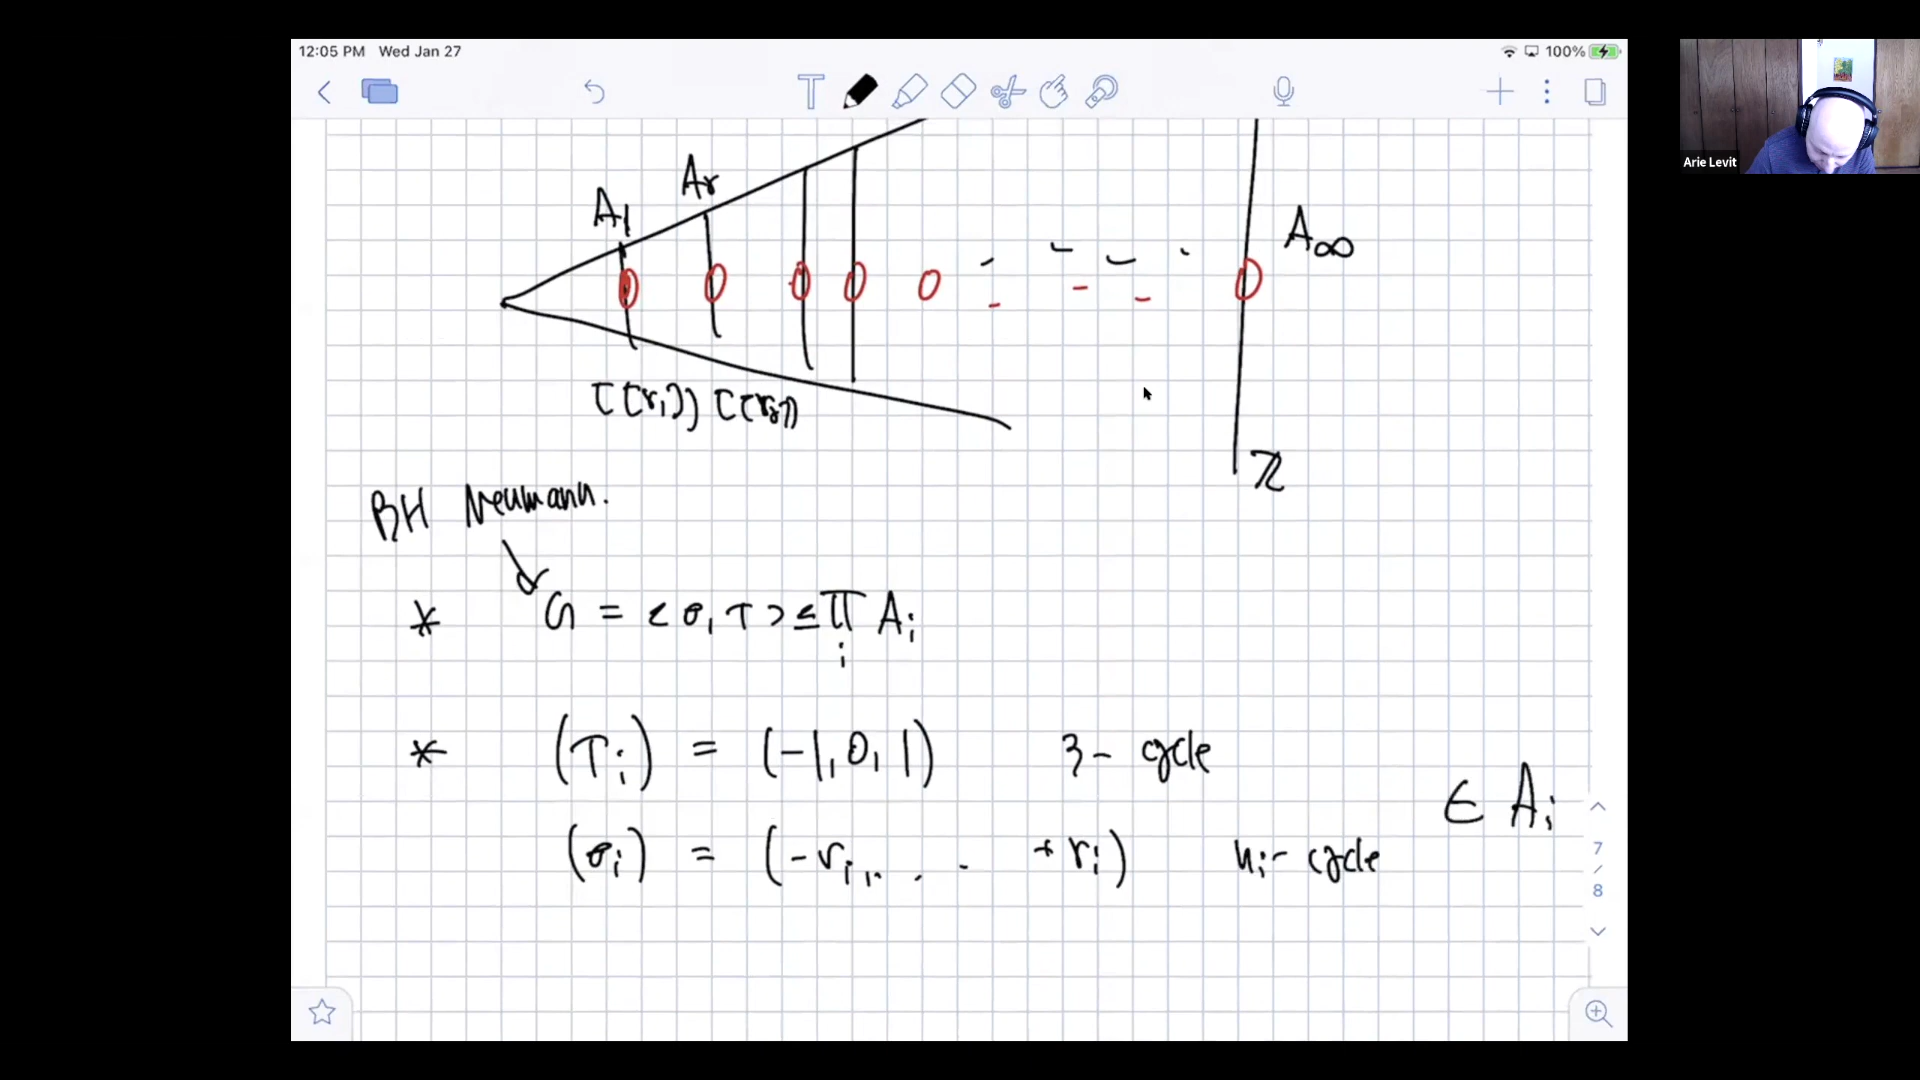 12:05 PM Wed Jan 27
100%
Arie Levit
A1
Ar
A∞
[[r1]] [[r2]]
Z
BH Neumann.
* G = < σ, τ > ≤ ∏ Ai
i
* (τi) = (-1, 0, 1) 3-cycle
∈ Ai
(σi) = (-ri, . . . +ri) ni-cycle
7
/
8